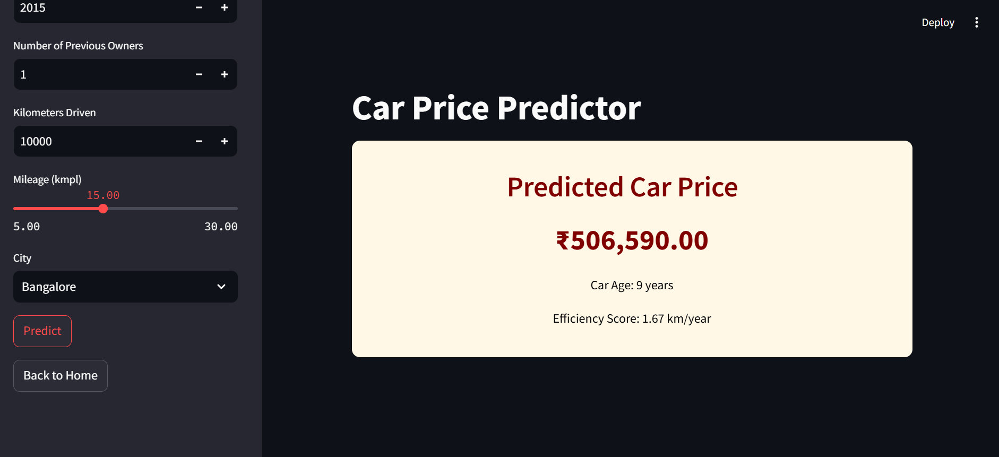 2015
Number of Previous Owners
1
Kilometers Driven
10000
Mileage (kmpl)
15.00
5.00 30.00
City
Bangalore
Predict
Back to Home
Deploy
Car Price Predictor
Predicted Car Price
₹506,590.00
Car Age: 9 years
Efficiency Score: 1.67 km/year